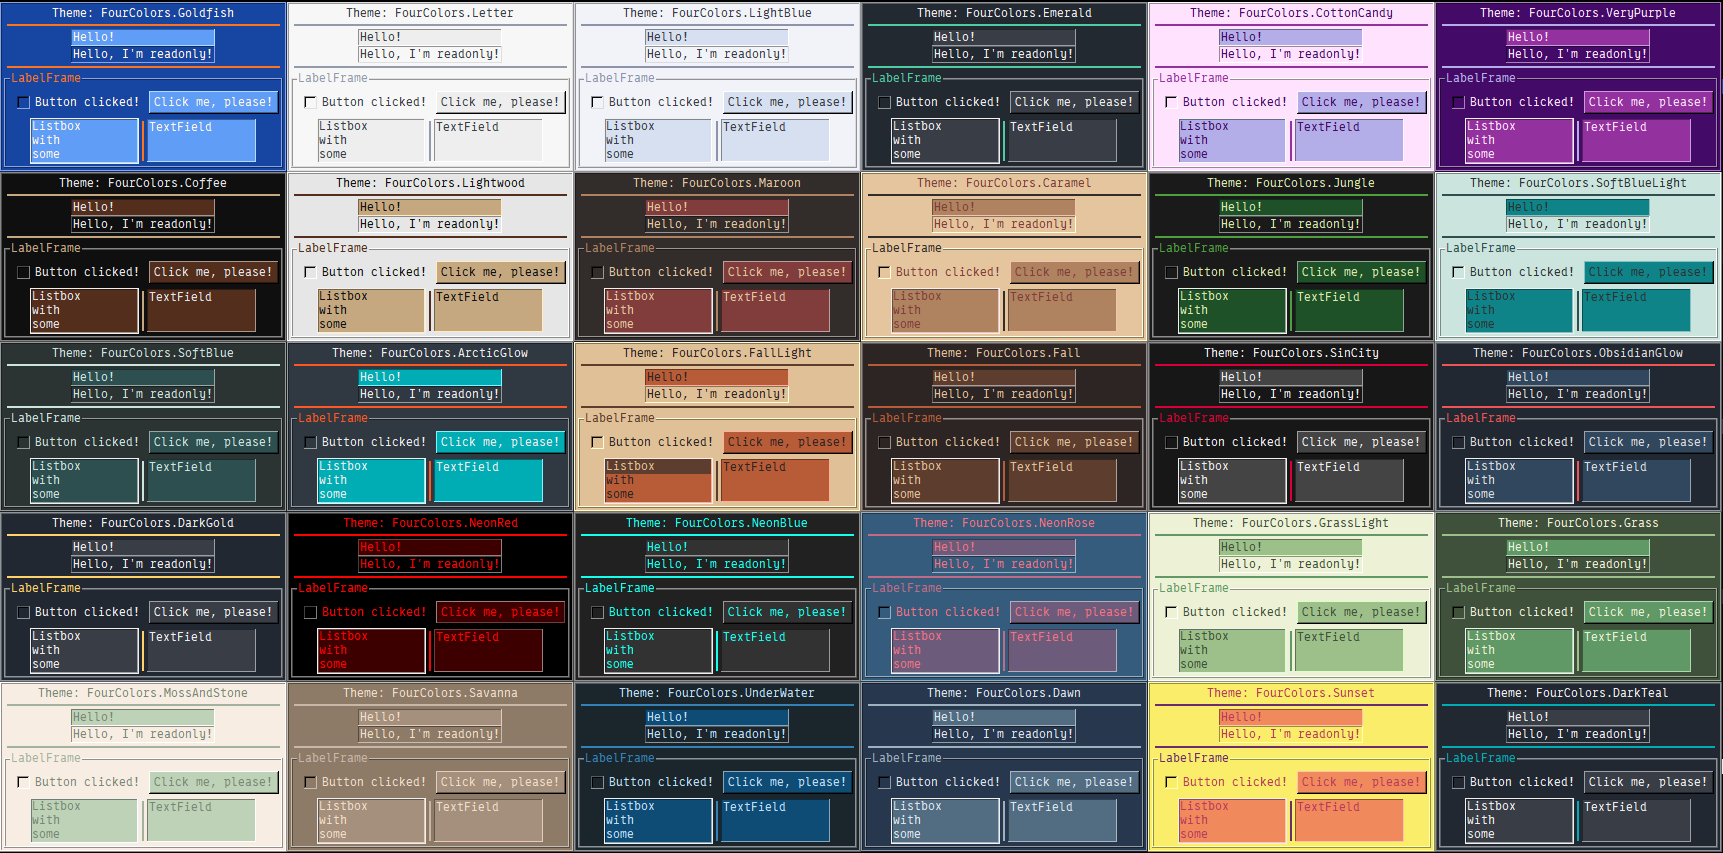 Theme: FourColors.Goldfish
Hello!
Hello, I'm readonly!
LabelFrame
Button clicked!
Click me, please!
Listbox
with
some
TextField
Theme: FourColors.Letter
Hello!
Hello, I'm readonly!
LabelFrame
Button clicked!
Click me, please!
Listbox
with
some
TextField
Theme: FourColors.LightBlue
Hello!
Hello, I'm readonly!
LabelFrame
Button clicked!
Click me, please!
Listbox
with
some
TextField
Theme: FourColors.Emerald
Hello!
Hello, I'm readonly!
LabelFrame
Button clicked!
Click me, please!
Listbox
with
some
TextField
Theme: FourColors.CottonCandy
Hello!
Hello, I'm readonly!
LabelFrame
Button clicked!
Click me, please!
Listbox
with
some
TextField
Theme: FourColors.VeryPurple
Hello!
Hello, I'm readonly!
LabelFrame
Button clicked!
Click me, please!
Listbox
with
some
TextField
Theme: FourColors.Coffee
Hello!
Hello, I'm readonly!
LabelFrame
Button clicked!
Click me, please!
Listbox
with
some
TextField
Theme: FourColors.Lightwood
Hello!
Hello, I'm readonly!
LabelFrame
Button clicked!
Click me, please!
Listbox
with
some
TextField
Theme: FourColors.Maroon
Hello!
Hello, I'm readonly!
LabelFrame
Button clicked!
Click me, please!
Listbox
with
some
TextField
Theme: FourColors.Caramel
Hello!
Hello, I'm readonly!
LabelFrame
Button clicked!
Click me, please!
Listbox
with
some
TextField
Theme: FourColors.Jungle
Hello!
Hello, I'm readonly!
LabelFrame
Button clicked!
Click me, please!
Listbox
with
some
TextField
Theme: FourColors.SoftBlueLight
Hello!
Hello, I'm readonly!
LabelFrame
Button clicked!
Click me, please!
Listbox
with
some
TextField
Theme: FourColors.SoftBlue
Hello!
Hello, I'm readonly!
LabelFrame
Button clicked!
Click me, please!
Listbox
with
some
TextField
Theme: FourColors.ArcticGlow
Hello!
Hello, I'm readonly!
LabelFrame
Button clicked!
Click me, please!
Listbox
with
some
TextField
Theme: FourColors.FallLight
Hello!
Hello, I'm readonly!
LabelFrame
Button clicked!
Click me, please!
Listbox
with
some
TextField
Theme: FourColors.Fall
Hello!
Hello, I'm readonly!
LabelFrame
Button clicked!
Click me, please!
Listbox
with
some
TextField
Theme: FourColors.SinCity
Hello!
Hello, I'm readonly!
LabelFrame
Button clicked!
Click me, please!
Listbox
with
some
TextField
Theme: FourColors.ObsidianGlow
Hello!
Hello, I'm readonly!
LabelFrame
Button clicked!
Click me, please!
Listbox
with
some
TextField
Theme: FourColors.DarkGold
Hello!
Hello, I'm readonly!
LabelFrame
Button clicked!
Click me, please!
Listbox
with
some
TextField
Theme: FourColors.NeonRed
Hello!
Hello, I'm readonly!
LabelFrame
Button clicked!
Click me, please!
Listbox
with
some
TextField
Theme: FourColors.NeonBlue
Hello!
Hello, I'm readonly!
LabelFrame
Button clicked!
Click me, please!
Listbox
with
some
TextField
Theme: FourColors.NeonRose
Hello!
Hello, I'm readonly!
LabelFrame
Button clicked!
Click me, please!
Listbox
with
some
TextField
Theme: FourColors.GrassLight
Hello!
Hello, I'm readonly!
LabelFrame
Button clicked!
Click me, please!
Listbox
with
some
TextField
Theme: FourColors.Grass
Hello!
Hello, I'm readonly!
LabelFrame
Button clicked!
Click me, please!
Listbox
with
some
TextField
Theme: FourColors.MossAndStone
Hello!
Hello, I'm readonly!
LabelFrame
Button clicked!
Click me, please!
Listbox
with
some
TextField
Theme: FourColors.Savanna
Hello!
Hello, I'm readonly!
LabelFrame
Button clicked!
Click me, please!
Listbox
with
some
TextField
Theme: FourColors.UnderWater
Hello!
Hello, I'm readonly!
LabelFrame
Button clicked!
Click me, please!
Listbox
with
some
TextField
Theme: FourColors.Dawn
Hello!
Hello, I'm readonly!
LabelFrame
Button clicked!
Click me, please!
Listbox
with
some
TextField
Theme: FourColors.Sunset
Hello!
Hello, I'm readonly!
LabelFrame
Button clicked!
Click me, please!
Listbox
with
some
TextField
Theme: FourColors.DarkTeal
Hello!
Hello, I'm readonly!
LabelFrame
Button clicked!
Click me, please!
Listbox
with
some
TextField